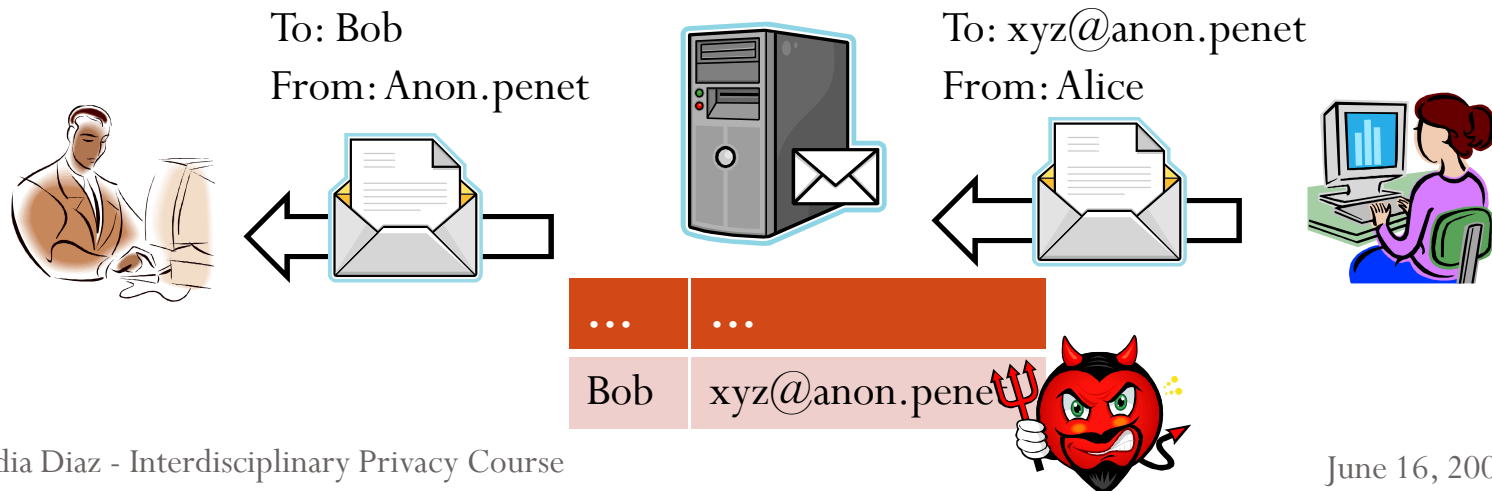 To: Bob
From: Anon.penet
To: xyz@anon.penet
From: Alice
... ...
Bob xyz@anon.penet
dia Diaz - Interdisciplinary Privacy Course
June 16, 200